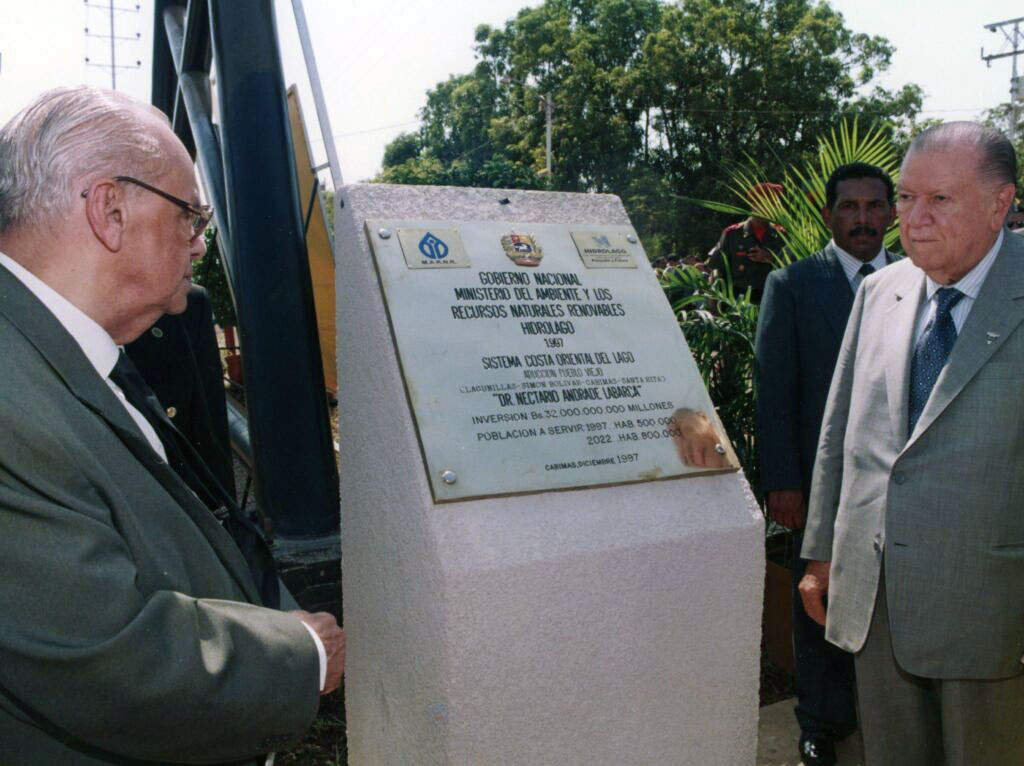 M.A.R.N.R.
HIDROLAGO
GOBIERNO NACIONAL
MINISTERIO DEL AMBIENTE Y LOS
RECURSOS NATURALES RENOVABLES
HIDROLAGO
1997
SISTEMA COSTA ORIENTAL DEL LAGO
ADUCCION PUEBLO VIEJO
(LAGUNILLAS-SIMON BOLIVAR-CABIMAS-SANTA RITA)
"DR. NECTARIO ANDRADE LABARCA"
INVERSION Bs. 32.000.000.000 MILLONES
POBLACION A SERVIR: 1997 . HAB 500.000
2022 . HAB 800.000
CABIMAS, DICIEMBRE 1997